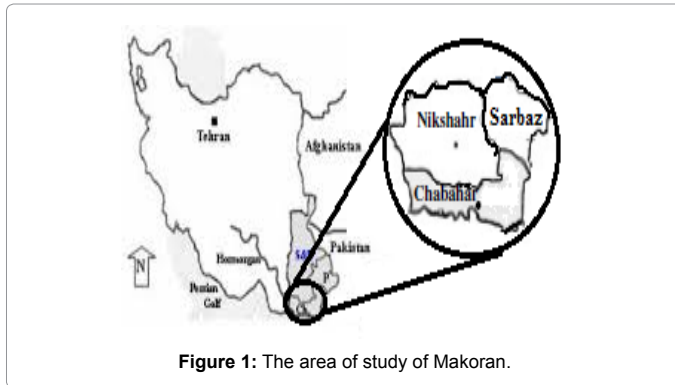 Tehran
Afghanistan
Pakistan
Hormozgan
Persian
Gulf
N
P
Nikshahr
Sarbaz
Chabahar
Figure 1: The area of study of Makoran.